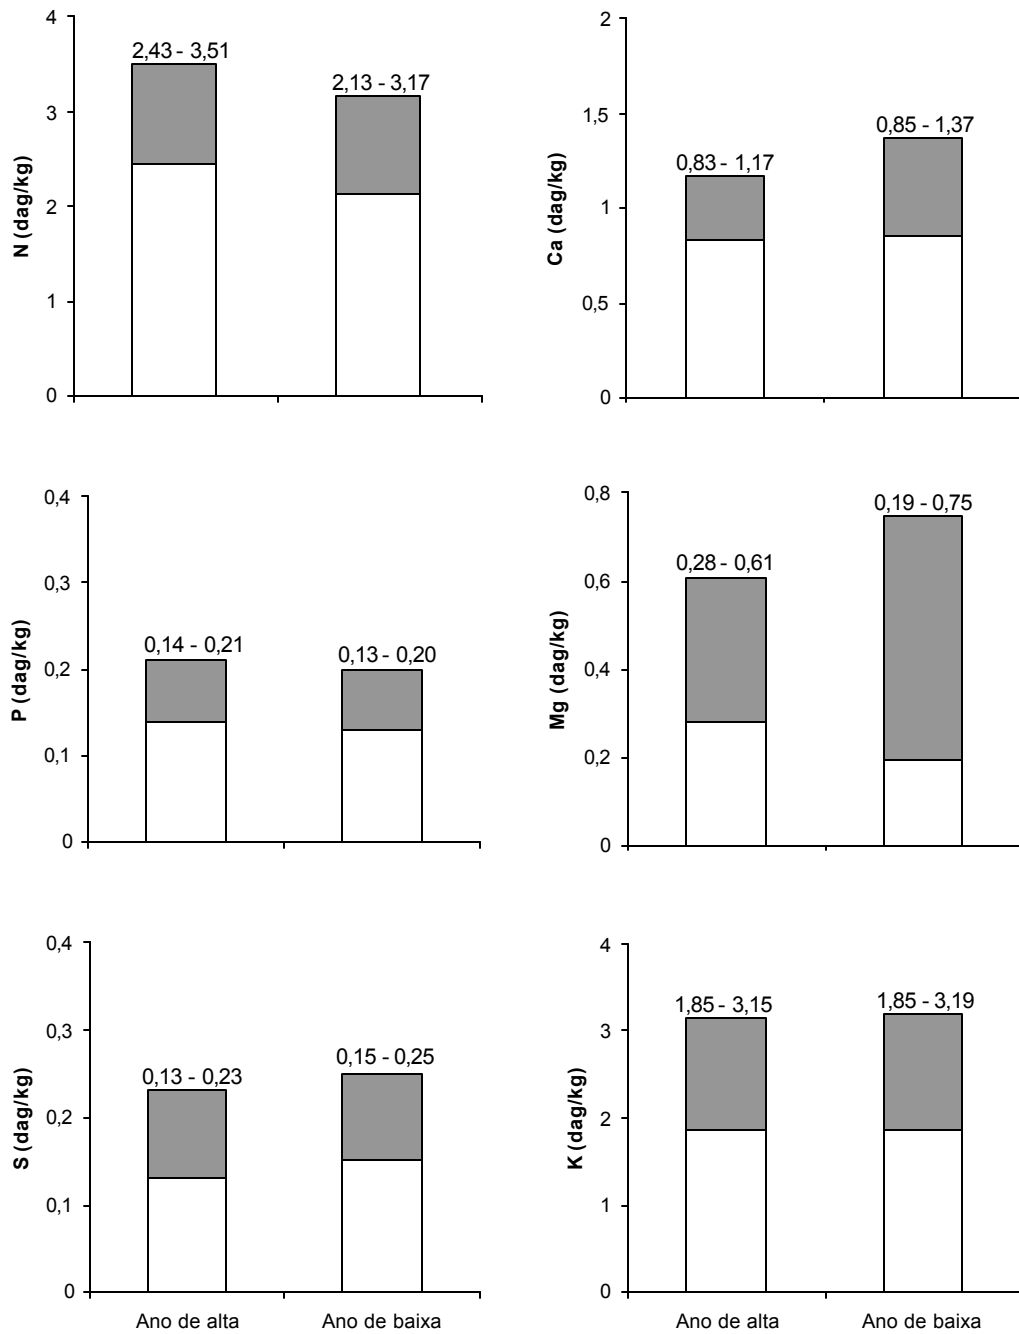 N (dag/kg)
4
3
2
1
0
2,43 - 3,51
2,13 - 3,17
Ca (dag/kg)
2
1,5
1
0,5
0
0,83 - 1,17
0,85 - 1,37
P (dag/kg)
0,4
0,3
0,2
0,1
0
0,14 - 0,21
0,13 - 0,20
Mg (dag/kg)
0,8
0,6
0,4
0,2
0
0,28 - 0,61
0,19 - 0,75
S (dag/kg)
0,4
0,3
0,2
0,1
0
0,13 - 0,23
0,15 - 0,25
Ano de alta
Ano de baixa
K (dag/kg)
4
3
2
1
0
1,85 - 3,15
1,85 - 3,19
Ano de alta
Ano de baixa